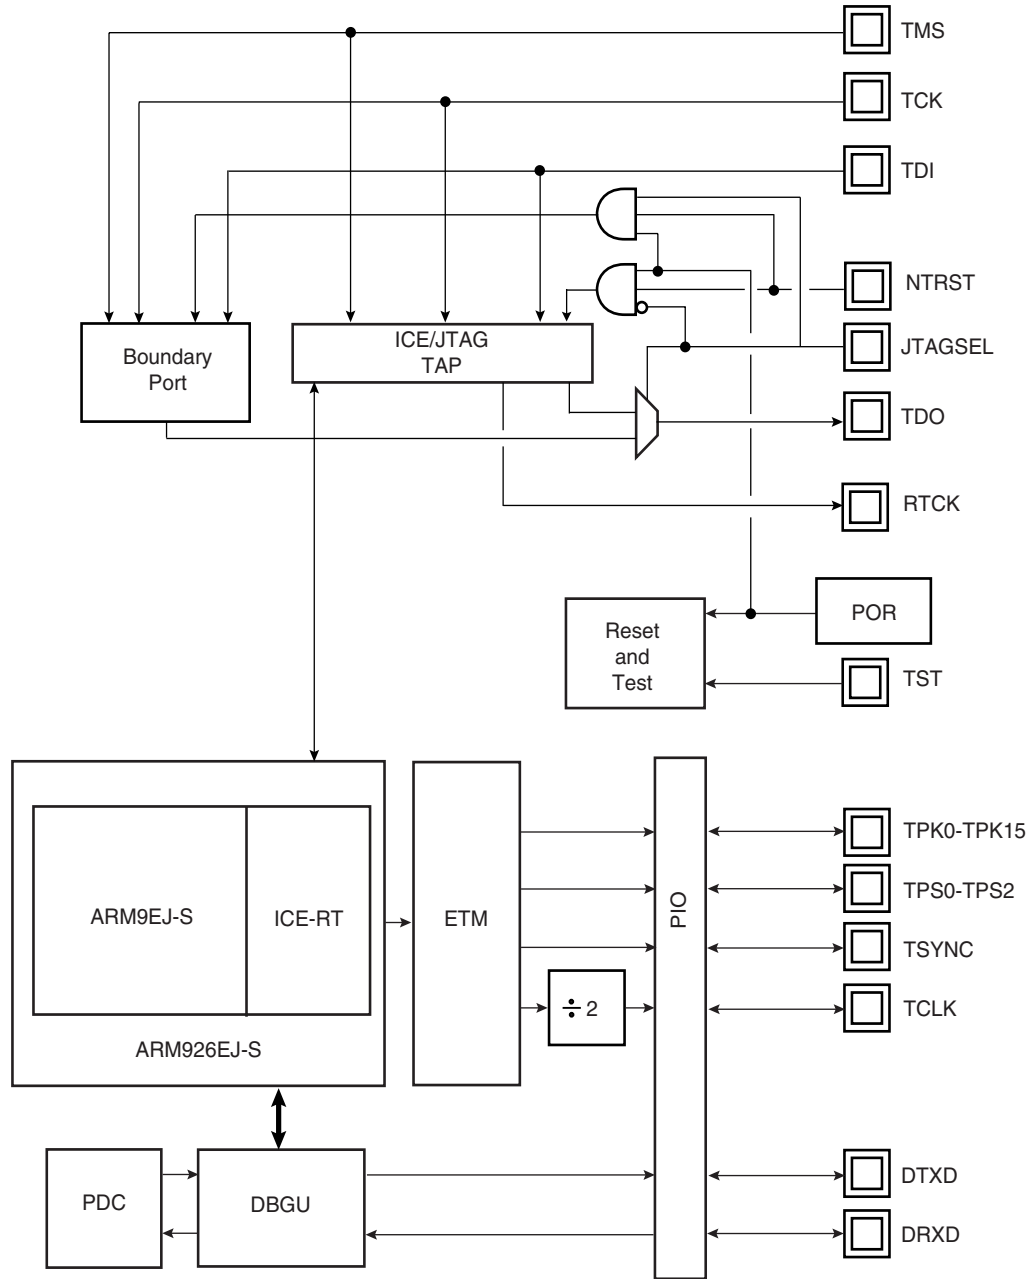 TMS
TCK
TDI
NTRST
ICE/JTAG
TAP
Boundary
Port
JTAGSEL
TDO
RTCK
POR
Reset
and
Test
TST
TPK0-TPK15
TPS0-TPS2
PIO
ARM9EJ-S
ICE-RT
ETM
TSYNC
÷ 2
TCLK
ARM926EJ-S
PDC
DBGU
DTXD
DRXD